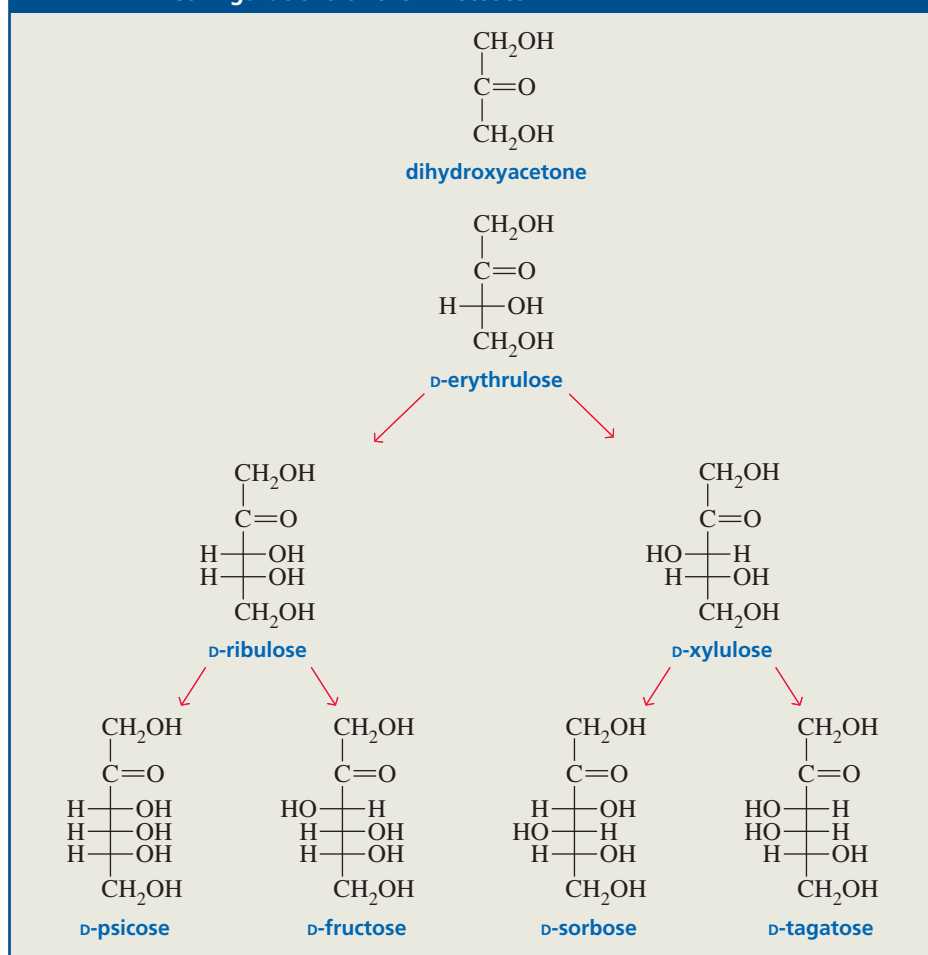 CH₂OH
C=O
CH₂OH
dihydroxyacetone
CH₂OH
C=O
H OH
CH₂OH
D-erythrulose
CH₂OH
C=O
H OH
H OH
CH₂OH
D-ribulose
CH₂OH
C=O
HO H
H OH
CH₂OH
D-xylulose
CH₂OH
C=O
H OH
H OH
H OH
CH₂OH
D-psicose
CH₂OH
C=O
HO H
H OH
H OH
CH₂OH
D-fructose
CH₂OH
C=O
H OH
HO H
H OH
CH₂OH
D-sorbose
CH₂OH
C=O
HO H
HO H
H OH
CH₂OH
D-tagatose